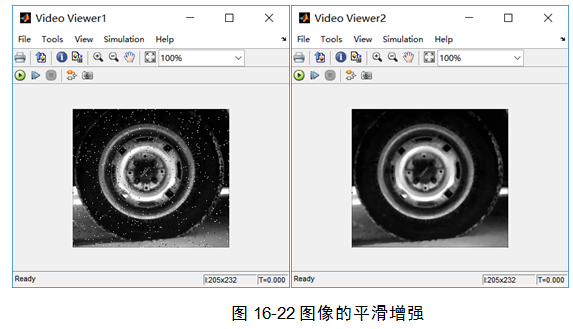 Video Viewer1
File Tools View Simulation Help
100%
Ready I:205x232 T=0.000
Video Viewer2
File Tools View Simulation Help
100%
Ready I:205x232 T=0.000
图 16-22 图像的平滑增强